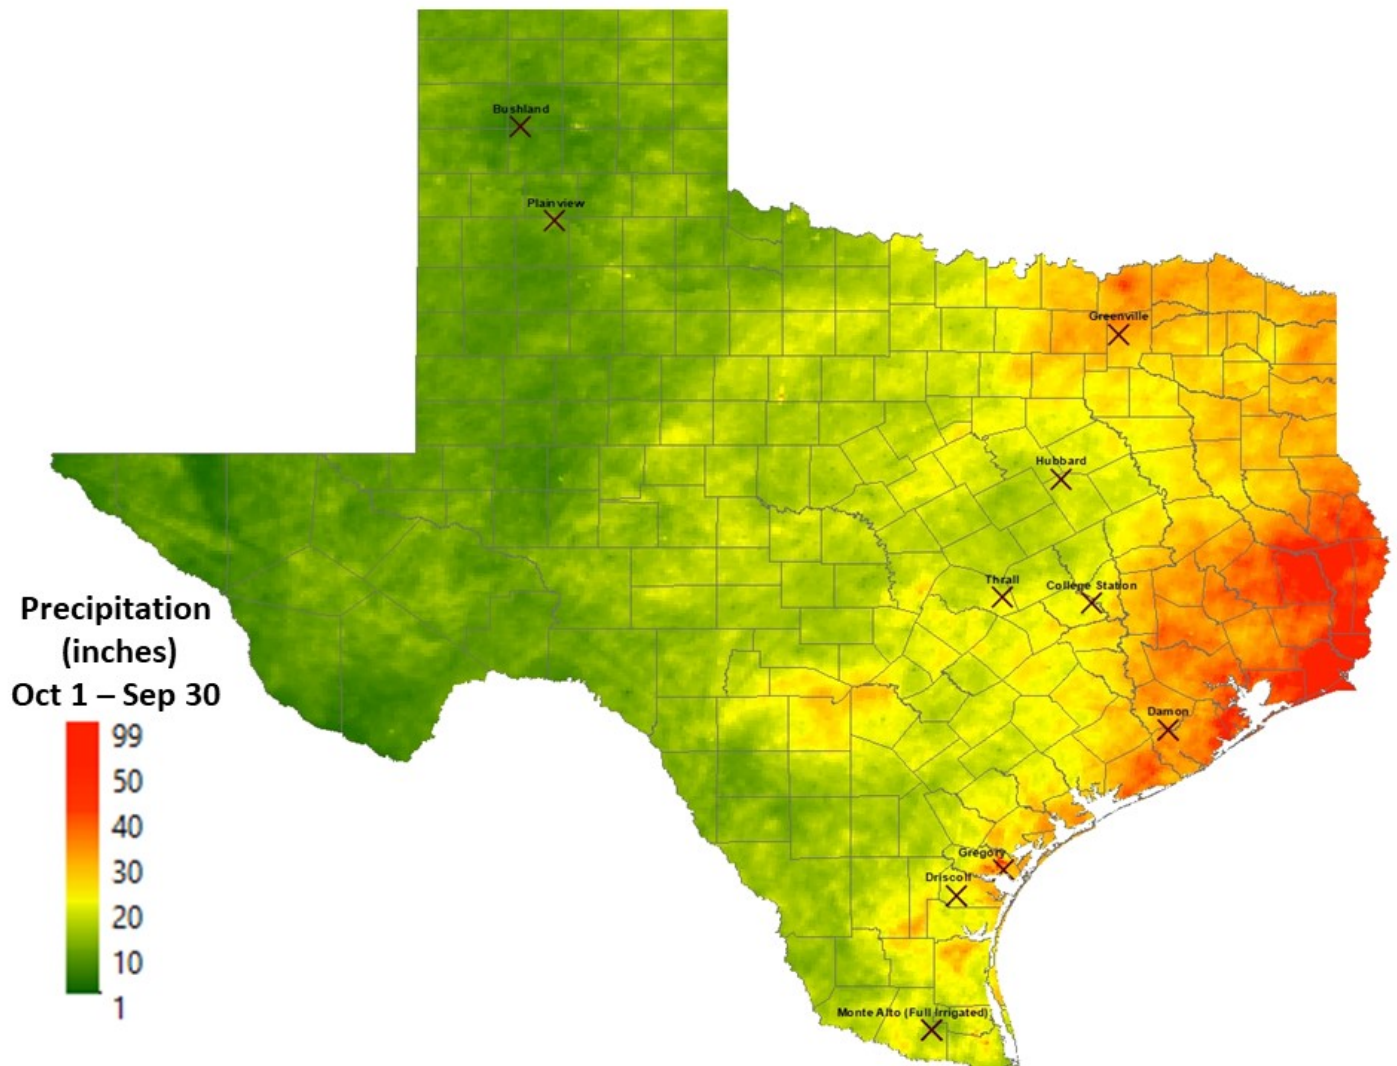 Bushland
Plainview
Greenville
Hubbard
Thrall
College Station
Precipitation
(inches)
Oct 1 – Sep 30
99
50
40
30
20
10
1
Damon
Gregory
Driscoll
Monte Alto (Full Irrigated)